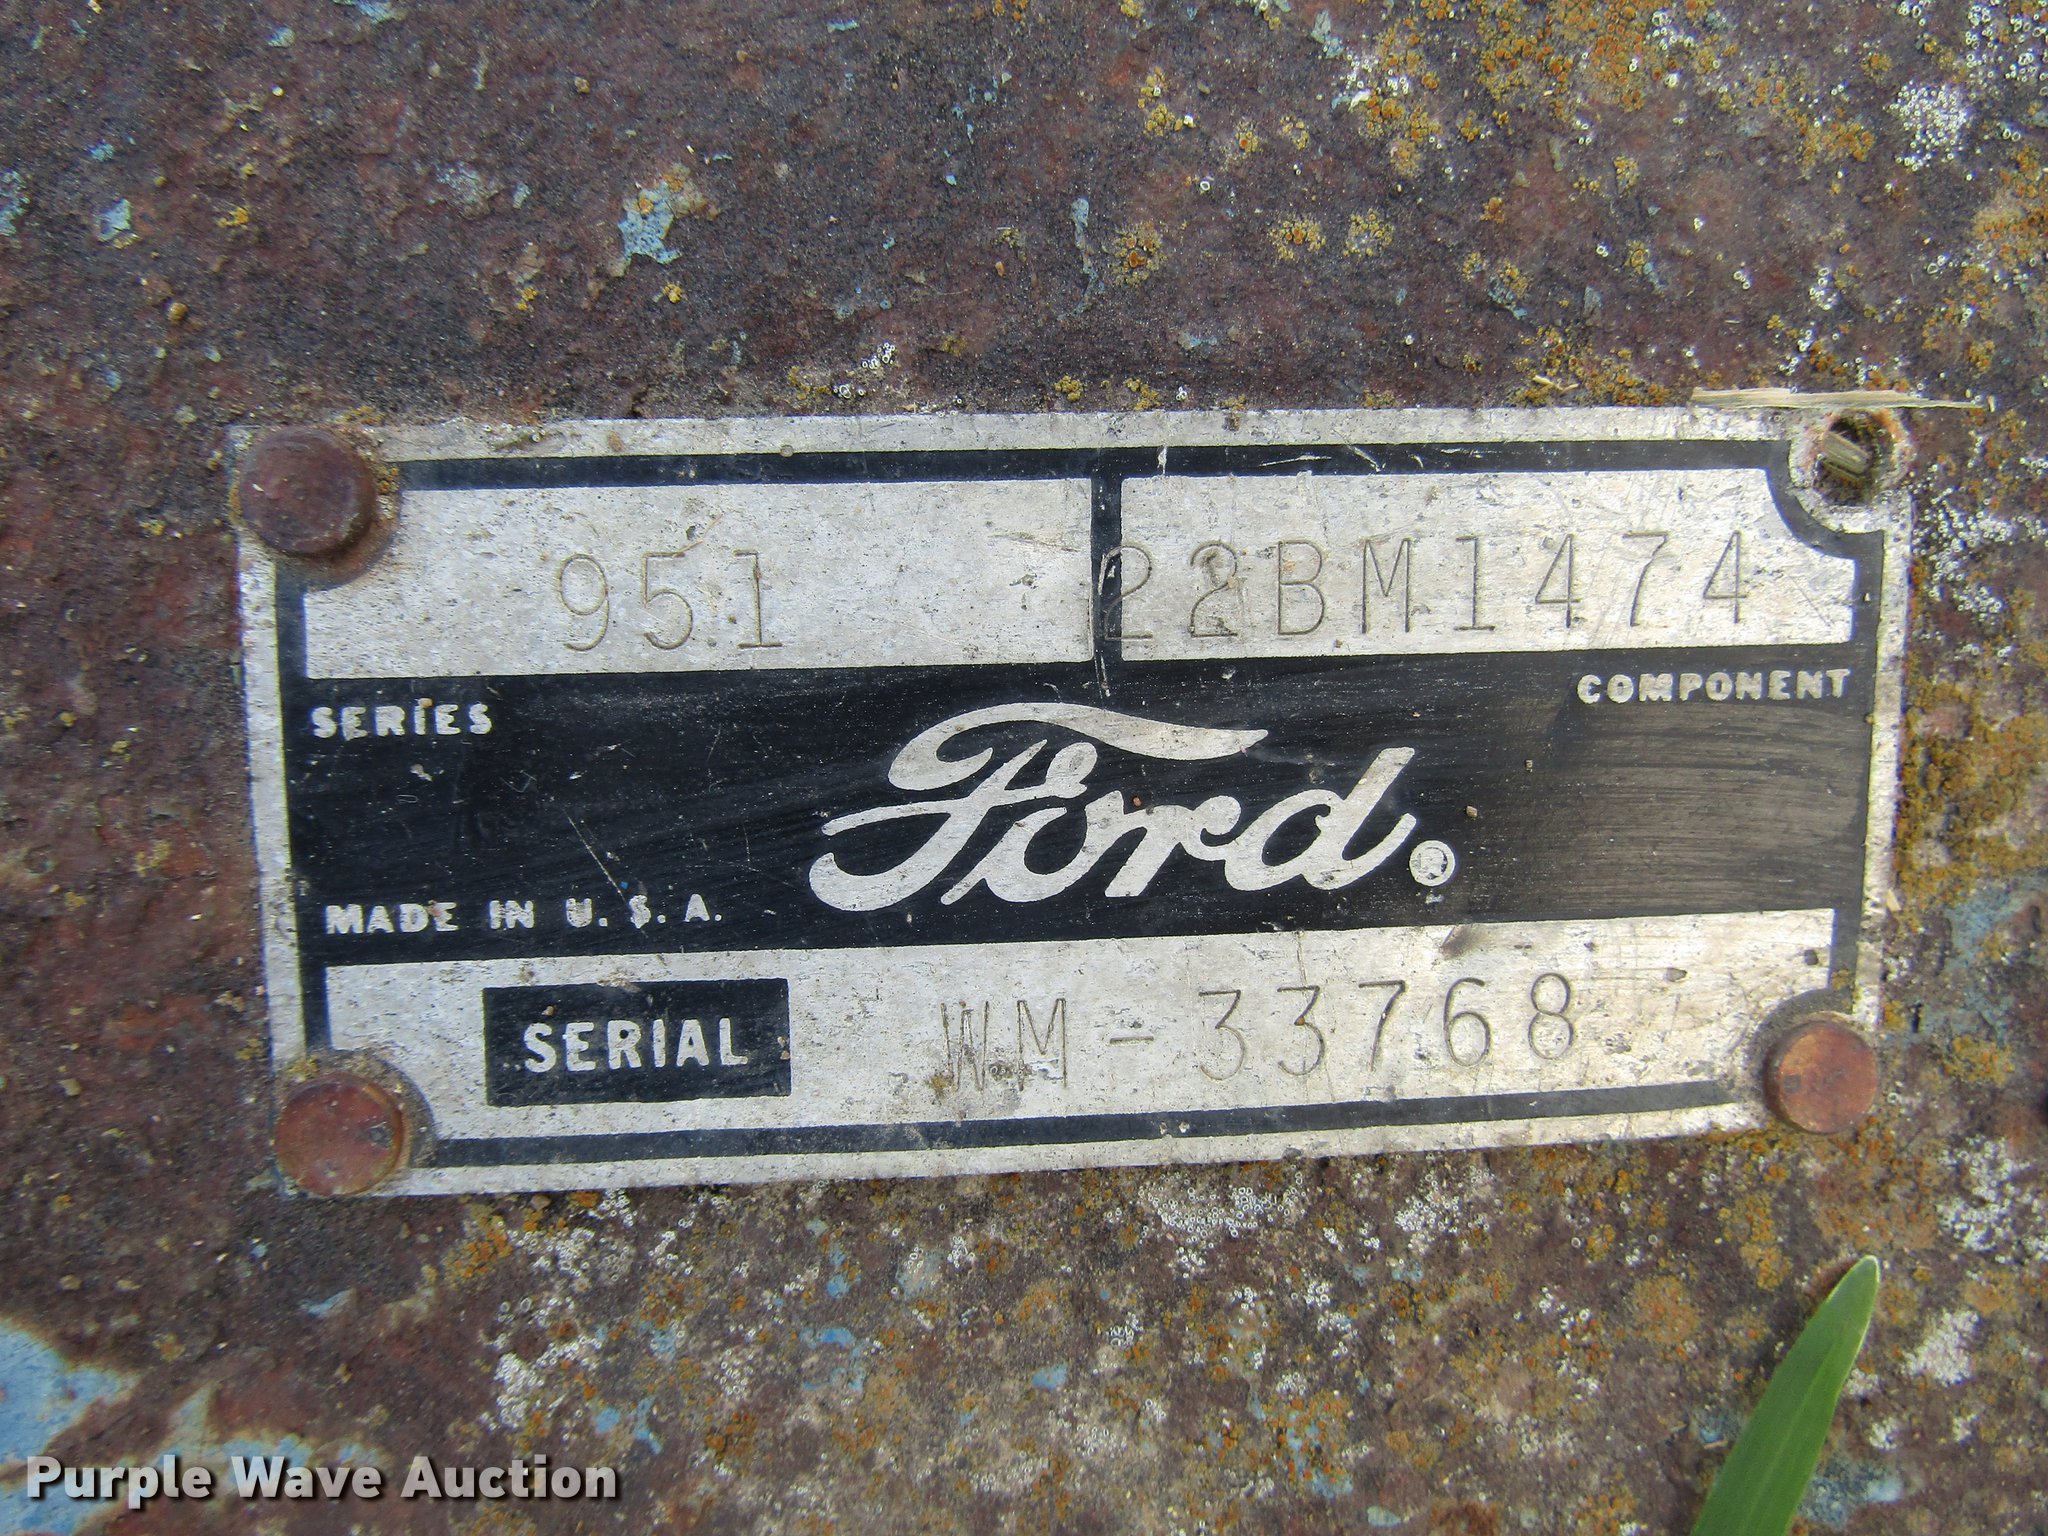 951 22BM1474
SERIES COMPONENT
Ford®
MADE IN U.S.A.
SERIAL WM-33768
Purple Wave Auction